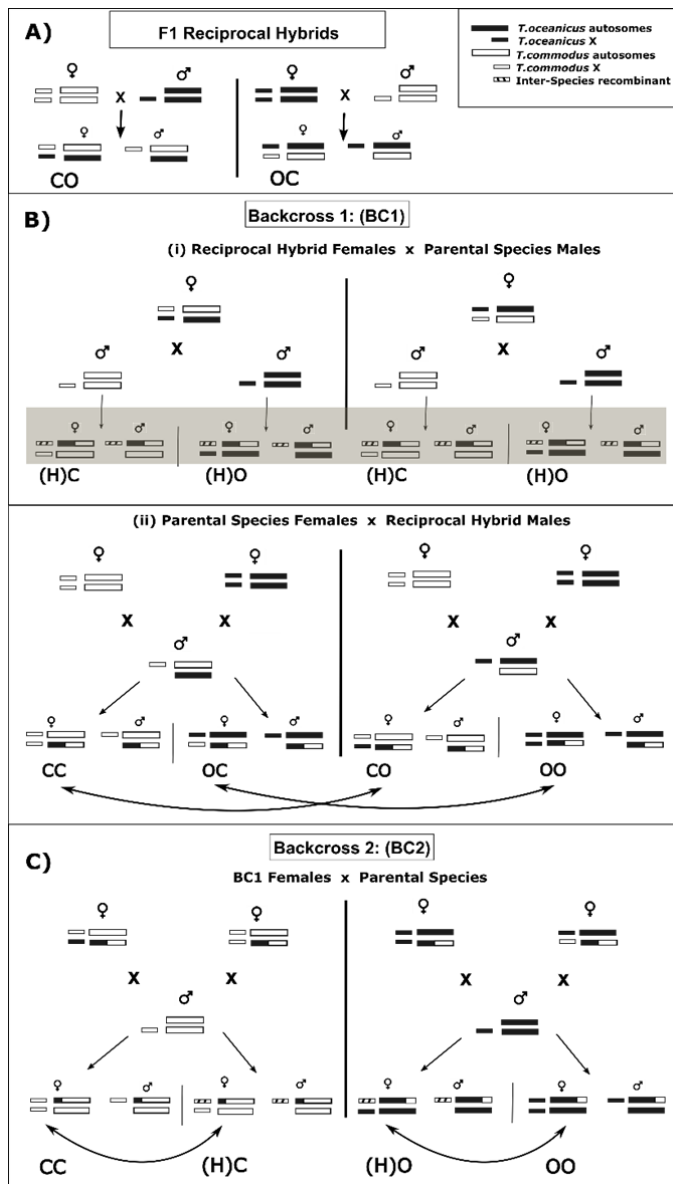 A)
F1 Reciprocal Hybrids
T.oceanicus autosomes
T.oceanicus X
T.commodus autosomes
T.commodus X
Inter-Species recombinant
♀ ♂ ♀ ♂
X X
♀ ♂ ♀ ♂
CO OC
B)
Backcross 1: (BC1)
(i) Reciprocal Hybrid Females x Parental Species Males
♀ ♀
X X
♂ ♂ ♂ ♂
♀ ♂ ♀ ♂ ♀ ♂ ♀ ♂
(H)C (H)O (H)C (H)O
(ii) Parental Species Females x Reciprocal Hybrid Males
♀ ♀ ♀ ♀
X X X X
♂ ♂
♀ ♂ ♀ ♂ ♀ ♂ ♀ ♂
CC OC CO OO
C)
Backcross 2: (BC2)
BC1 Females x Parental Species
♀ ♀ ♀ ♀
X X X X
♂ ♂
♀ ♂ ♀ ♂ ♀ ♂ ♀ ♂
CC (H)C (H)O OO